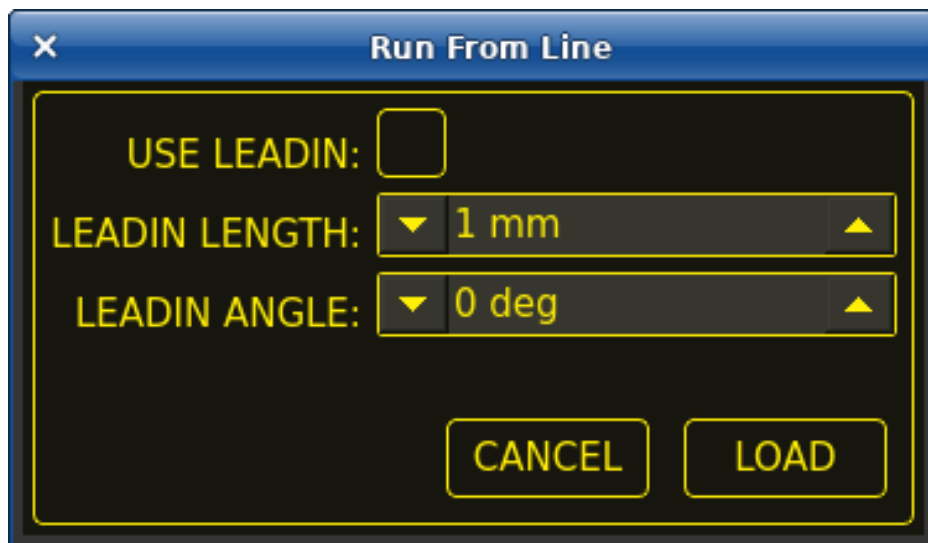 Run From Line
USE LEADIN:
LEADIN LENGTH: 1 mm
LEADIN ANGLE: 0 deg
CANCEL LOAD